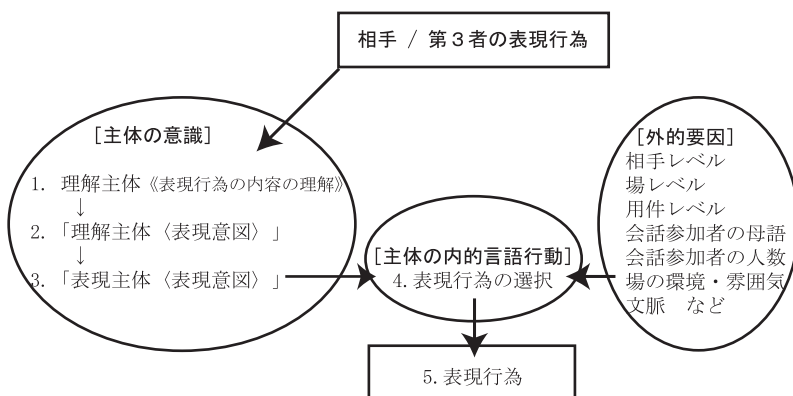 相手 / 第３者の表現行為
[主体の意識]
1. 理解主体《表現行為の内容の理解》
↓
2. 「理解主体〈表現意図〉」
↓
3. 「表現主体〈表現意図〉」
[主体の内的言語行動]
4. 表現行為の選択
5. 表現行為
[外的要因]
相手レベル
場レベル
用件レベル
会話参加者の母語
会話参加者の人数
場の環境・雰囲気
文脈　など